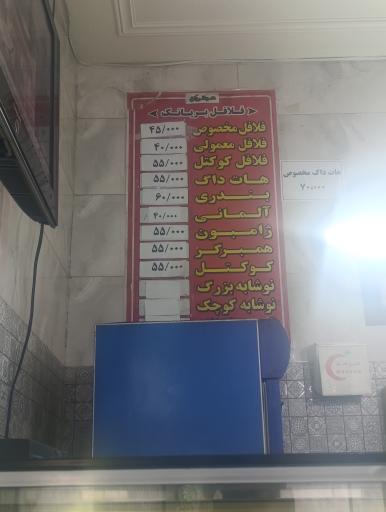 فلافل پربانک
فلافل مخصوص ۴۵/۰۰۰
فلافل معمولی ۴۰/۰۰۰
فلافل کوکتل ۵۵/۰۰۰
هات داگ ۵۵/۰۰۰
بندری ۶۰/۰۰۰
آلمانی ۴۰/۰۰۰
ژامبون ۵۵/۰۰۰
همبرگر ۵۵/۰۰۰
کوکتل ۵۵/۰۰۰
نوشابه بزرگ
نوشابه کوچک
هات داگ مخصوص
۷۰,۰۰۰